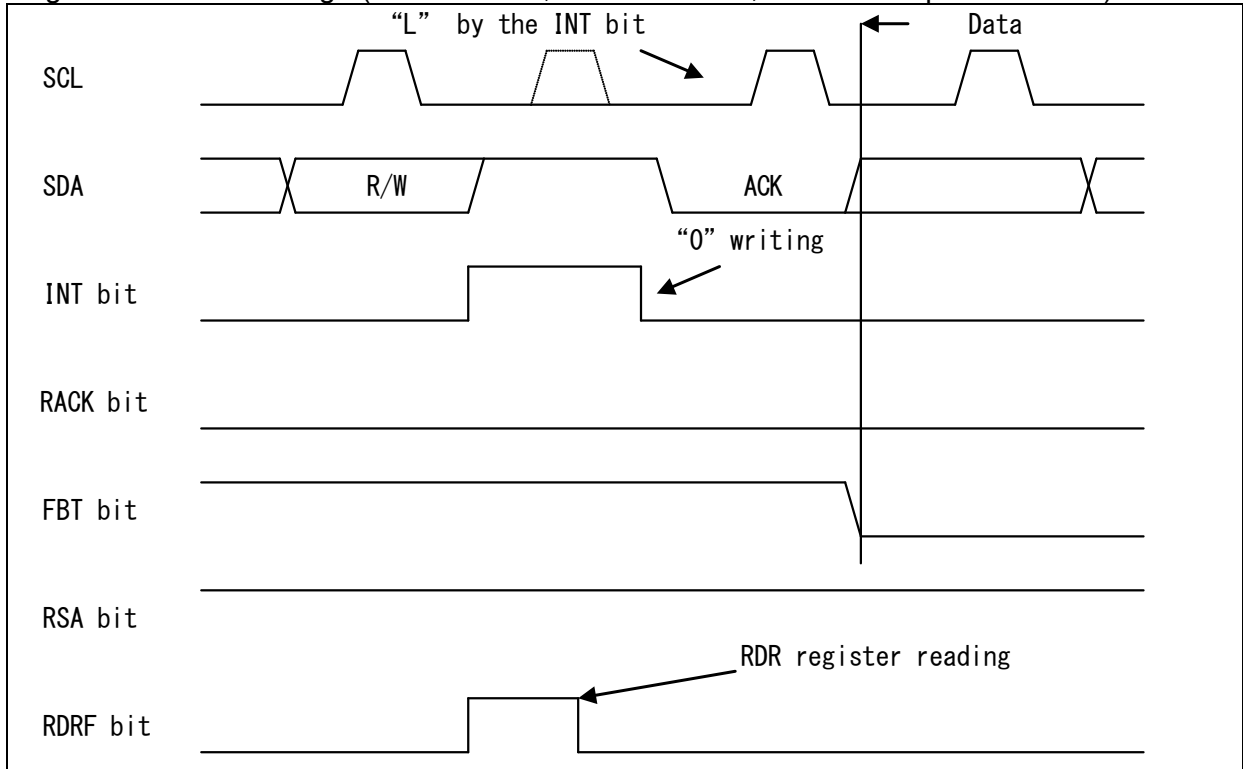 “L” by the INT bit
Data
SCL
SDA
R/W
ACK
“0” writing
INT bit
RACK bit
FBT bit
RSA bit
RDR register reading
RDRF bit